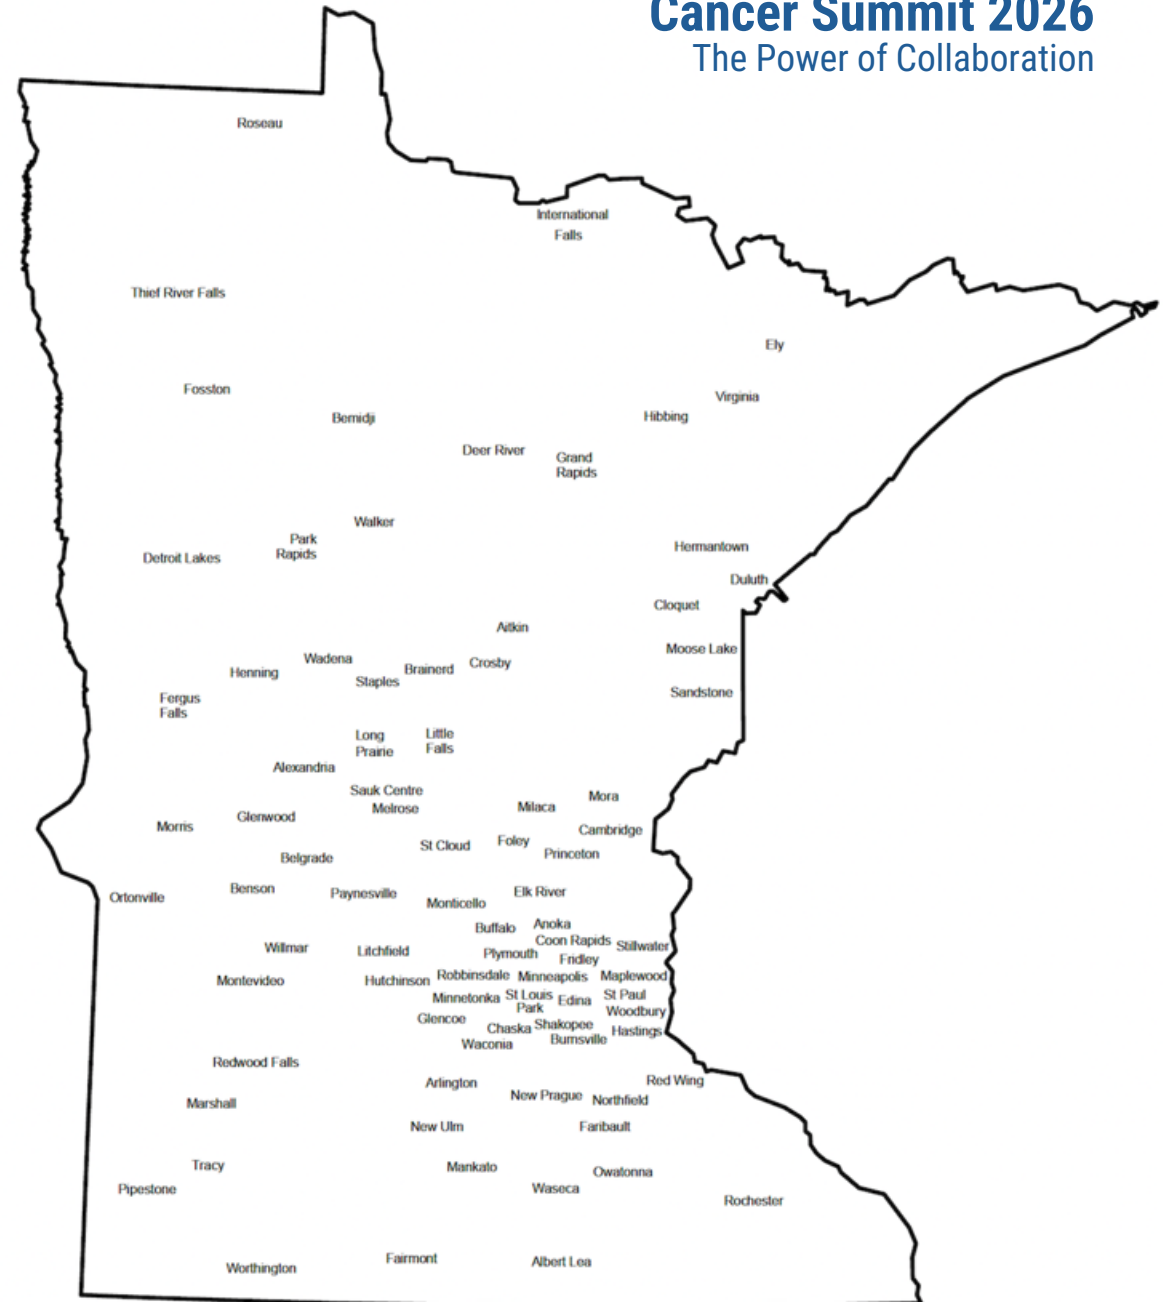 Cancer Summit 2026
The Power of Collaboration
Roseau
International
Falls
Thief River Falls
Ely
Fosston
Virginia
Bemidji
Hibbing
Deer River
Grand
Rapids
Walker
Park
Rapids
Hermantown
Detroit Lakes
Duluth
Cloquet
Aitkin
Moose Lake
Wadena
Crosby
Brainerd
Henning
Staples
Sandstone
Fergus
Falls
Long
Prairie
Little
Falls
Alexandria
Sauk Centre
Mora
Melrose
Milaca
Glenwood
Morris
Cambridge
Foley
St Cloud
Princeton
Belgrade
Benson
Elk River
Paynesville
Ortonville
Monticello
Anoka
Buffalo
Coon Rapids
Stillwater
Willmar
Litchfield
Plymouth
Fridley
Robbinsdale
Minneapolis
Maplewood
Montevideo
Hutchinson
St Louis
Park
St Paul
Minnetonka
Edina
Woodbury
Glencoe
Shakopee
Chaska
Hastings
Burnsville
Waconia
Redwood Falls
Red Wing
Arlington
New Prague
Northfield
Marshall
New Ulm
Faribault
Tracy
Mankato
Owatonna
Pipestone
Waseca
Rochester
Fairmont
Albert Lea
Worthington